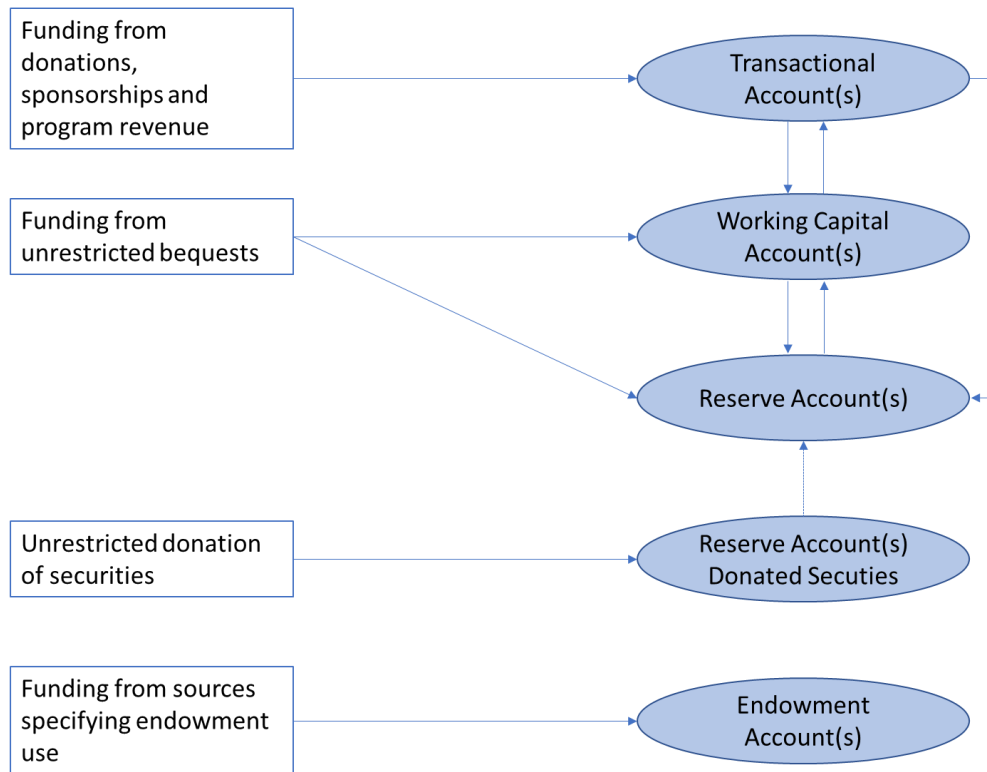 Funding from
donations,
sponsorships and
program revenue
Transactional
Account(s)
Funding from
unrestricted bequests
Working Capital
Account(s)
Reserve Account(s)
Unrestricted donation
of securities
Reserve Account(s)
Donated Secuties
Funding from sources
specifying endowment
use
Endowment
Account(s)